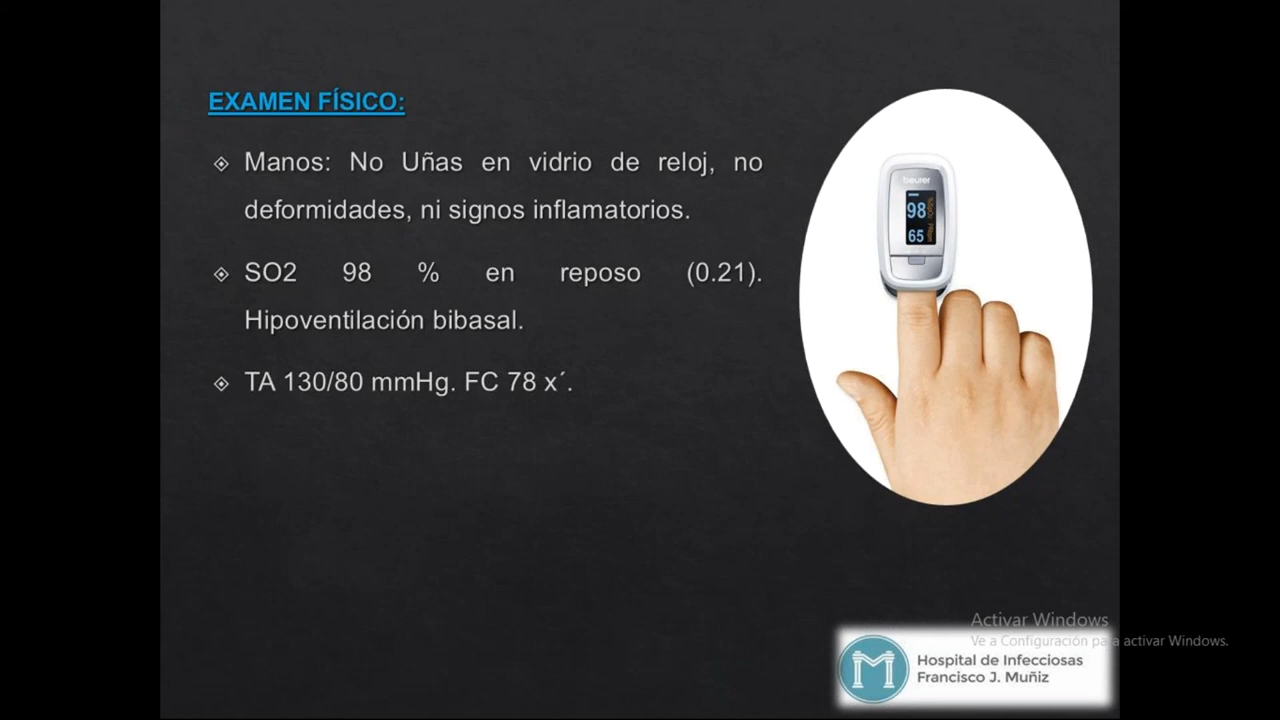 EXAMEN FÍSICO:
Manos: No Uñas en vidrio de reloj, no
deformidades, ni signos inflamatorios.
SO2 98 % en reposo (0.21).
Hipoventilación bibasal.
TA 130/80 mmHg. FC 78 x´.
beurer
98
%SpO2
65
PRbpm
Activar Windows
Ve a Configuración para activar Windows.
Hospital de Infecciosas
Francisco J. Muñiz